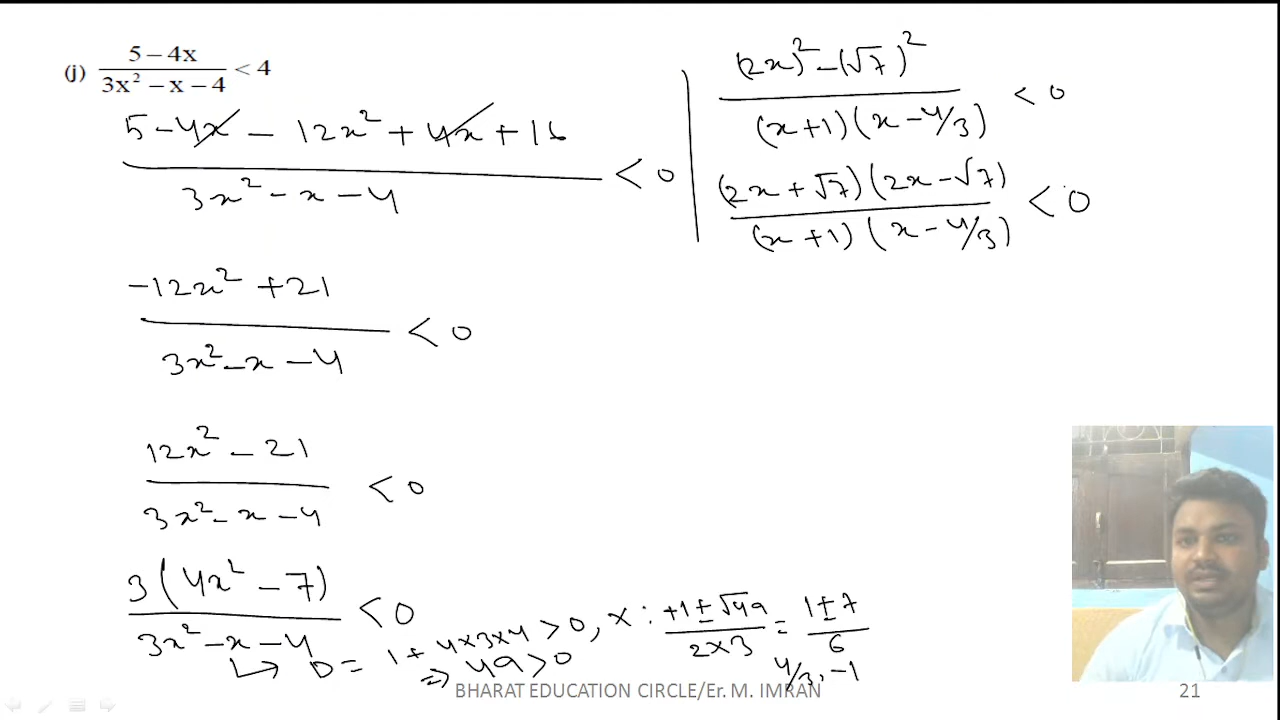 (j) (5 – 4x)/(3x² – x – 4) < 4
(5 - 4x - 12x² + 4x + 16)/(3x² - x - 4) < 0
(-12x² + 21)/(3x² - x - 4) < 0
(12x² - 21)/(3x² - x - 4) < 0
3(4x² - 7)/(3x² - x - 4) < 0
↳ D = 1 + 4×3×4 > 0, x : (+1 ± √49)/(2×3) = (1 ± 7)/6
⇒ 49 > 0
4/3, -1
((2x)² - (√7)²)/((x+1)(x - 4/3)) < 0
((2x + √7)(2x - √7))/((x+1)(x - 4/3)) < 0
BHARAT EDUCATION CIRCLE/Er. M. IMRAN
21